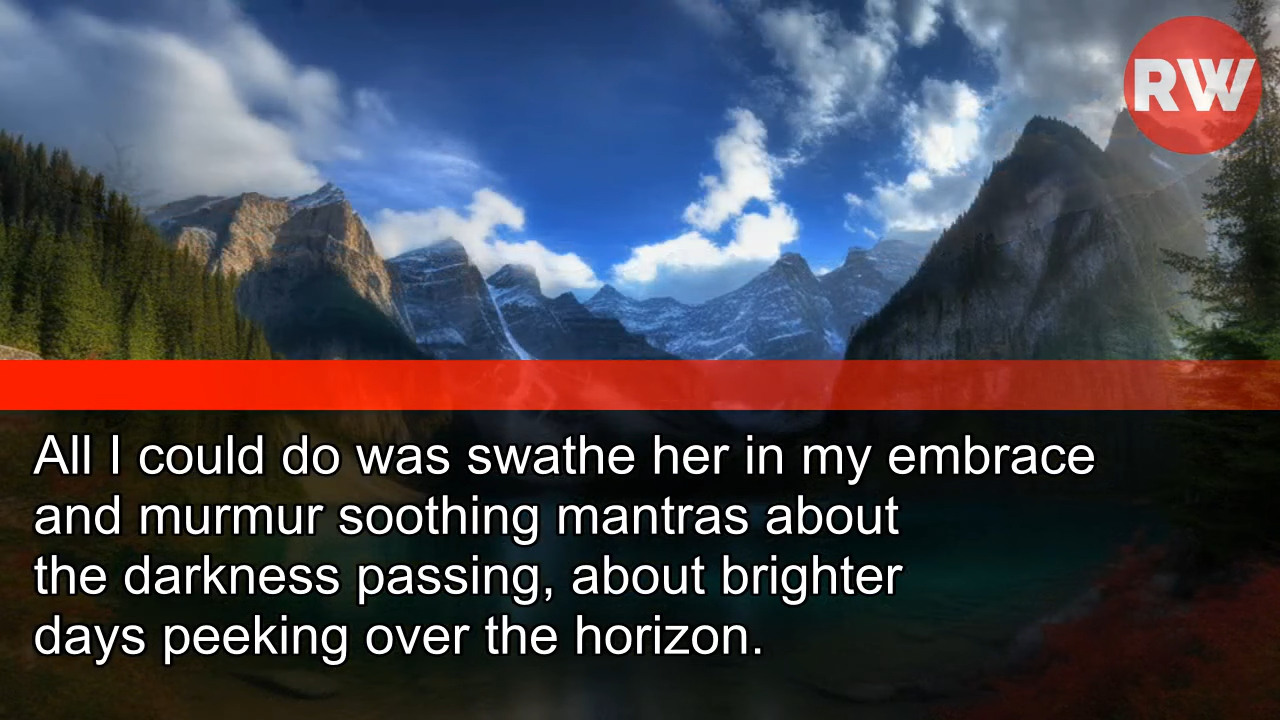 RW
All I could do was swathe her in my embrace
and murmur soothing mantras about
the darkness passing, about brighter
days peeking over the horizon.